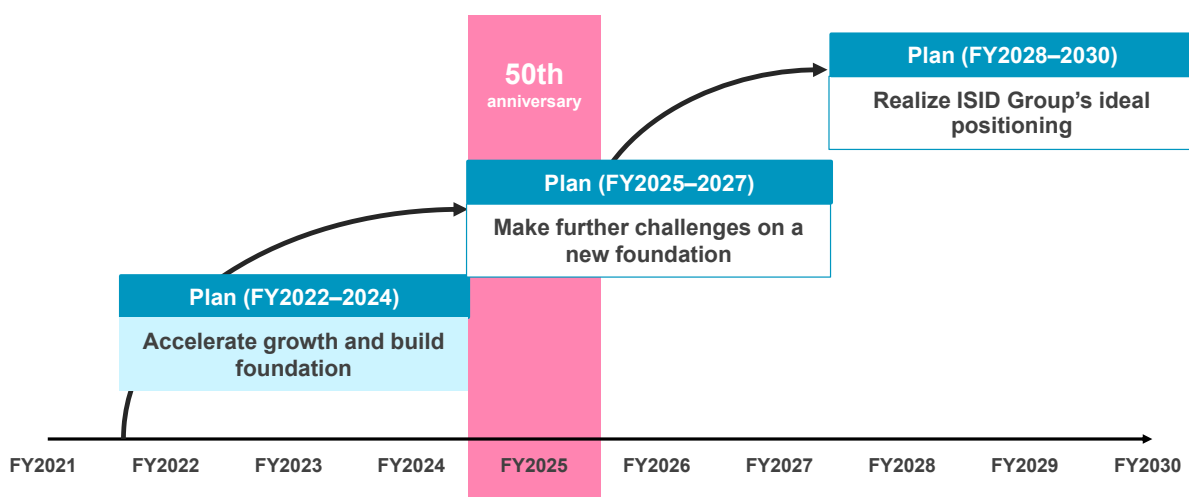 50th
anniversary
Plan (FY2028–2030)
Realize ISID Group's ideal
positioning
Plan (FY2025–2027)
Make further challenges on a
new foundation
Plan (FY2022–2024)
Accelerate growth and build
foundation
FY2021 FY2022 FY2023 FY2024 FY2025 FY2026 FY2027 FY2028 FY2029 FY2030